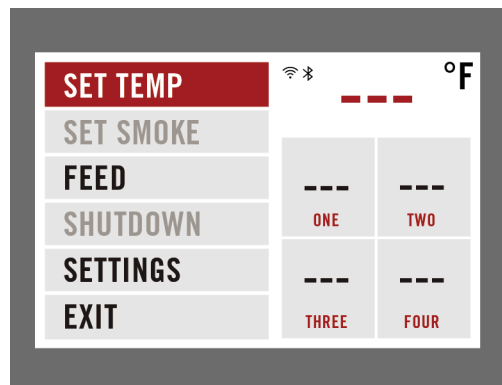 SET TEMP
SET SMOKE
FEED
SHUTDOWN
SETTINGS
EXIT
°F
---
---
ONE
---
TWO
---
THREE
---
FOUR